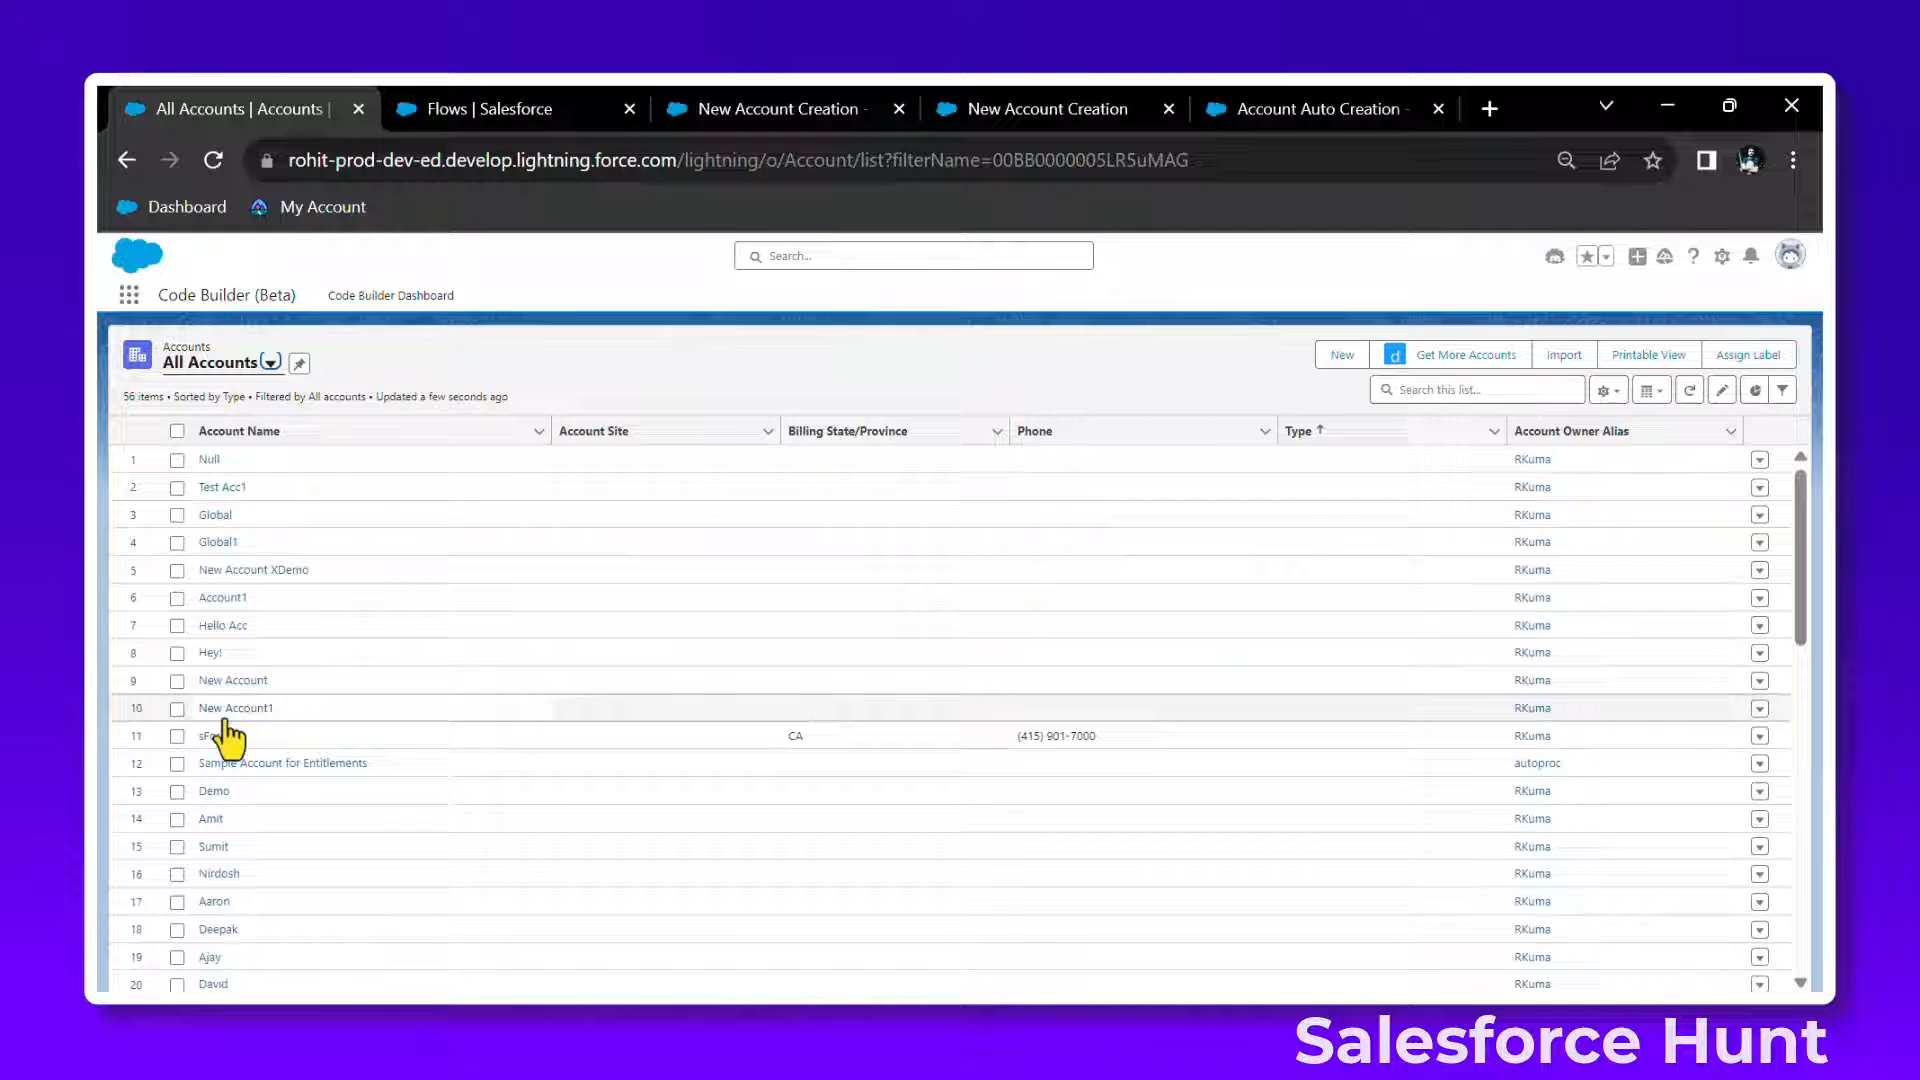 All Accounts | Accounts |
Flows | Salesforce
New Account Creation -
New Account Creation
Account Auto Creation -
rohit-prod-dev-ed.develop.lightning.force.com/lightning/o/Account/list?filterName=00BB0000005LR5uMAG
Dashboard
My Account
Search...
Code Builder (Beta)
Code Builder Dashboard
Accounts
All Accounts
New
d
Get More Accounts
Import
Printable View
Assign Label
56 items • Sorted by Type • Filtered by All accounts • Updated a few seconds ago
Search this list...
Account Name
Account Site
Billing State/Province
Phone
Type ↑
Account Owner Alias
1 Null RKuma
2 Test Acc1 RKuma
3 Global RKuma
4 Global1 RKuma
5 New Account XDemo RKuma
6 Account1 RKuma
7 Hello Acc RKuma
8 Hey! RKuma
9 New Account RKuma
10 New Account1 RKuma
11 CA (415) 901-7000 RKuma
12 Sample Account for Entitlements autoproc
13 Demo RKuma
14 Amit RKuma
15 Sumit RKuma
16 Nirdosh RKuma
17 Aaron RKuma
18 Deepak RKuma
19 Ajay RKuma
20 David RKuma
Salesforce Hunt